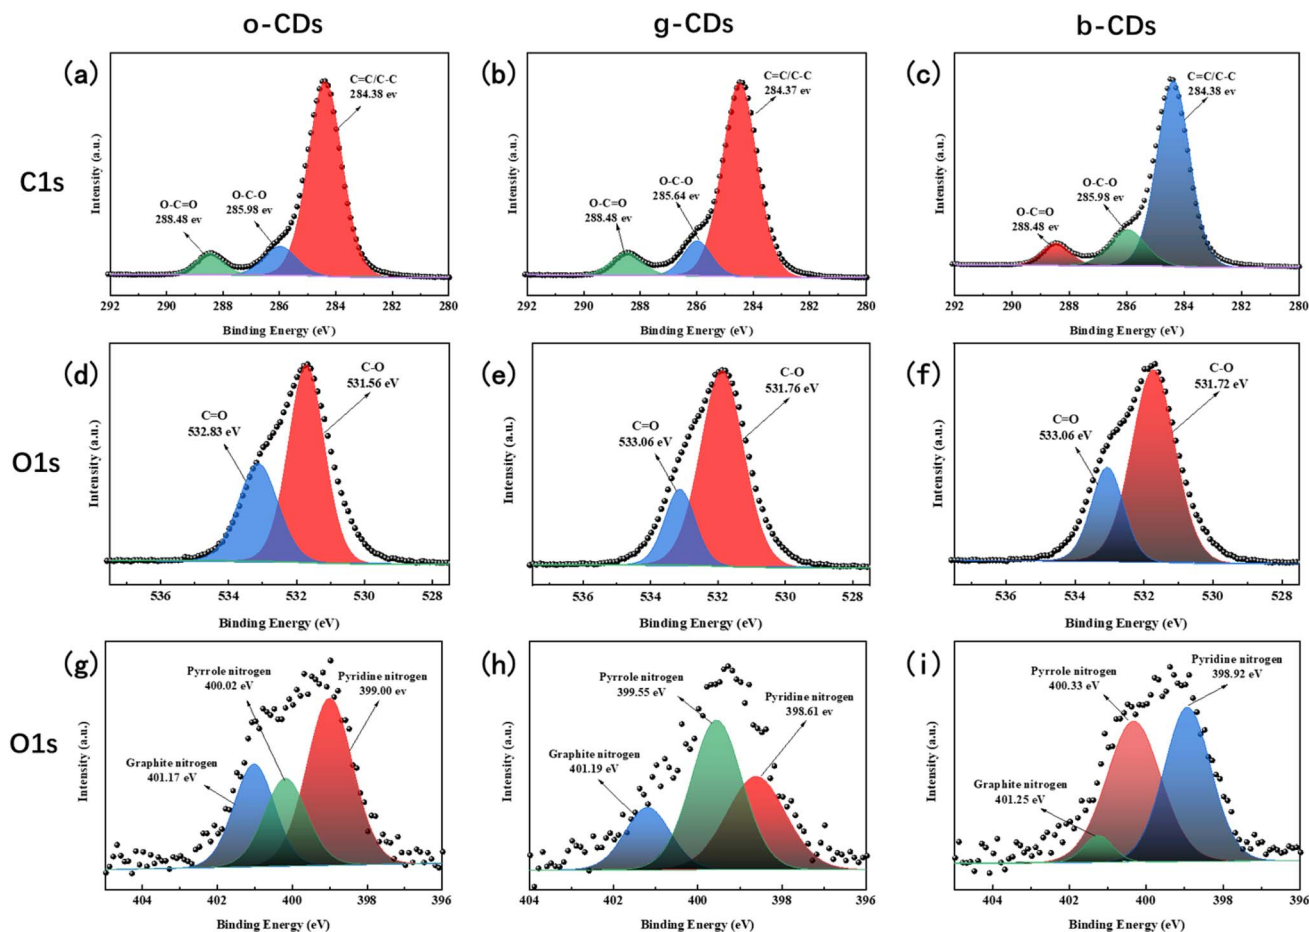 o-CDs
g-CDs
b-CDs
C1s
(a)
C=C/C-C
284.38 ev
O-C-O
285.98 ev
O-C=O
288.48 ev
Intensity (a.u.)
292 290 288 286 284 282 280
Binding Energy (eV)
(b)
C=C/C-C
284.37 ev
O-C-O
285.64 ev
O-C=O
288.48 ev
Intensity (a.u.)
292 290 288 286 284 282 280
Binding Energy (eV)
(c)
C=C/C-C
284.38 ev
O-C-O
285.98 ev
O-C=O
288.48 ev
Intensity (a.u.)
292 290 288 286 284 282 280
Binding Energy (eV)
O1s
(d)
C-O
531.56 eV
C=O
532.83 eV
Intensity (a.u.)
536 534 532 530 528
Binding Energy (eV)
(e)
C-O
531.76 eV
C=O
533.06 eV
Intensity (a.u.)
536 534 532 530 528
Binding Energy (eV)
(f)
C-O
531.72 eV
C=O
533.06 eV
Intensity (a.u.)
536 534 532 530 528
Binding Energy (eV)
O1s
(g)
Pyrrole nitrogen
400.02 eV
Pyridine nitrogen
399.00 ev
Graphite nitrogen
401.17 eV
Intensity (a.u.)
404 402 400 398 396
Binding Energy (eV)
(h)
Pyrrole nitrogen
399.55 eV
Pyridine nitrogen
398.61 ev
Graphite nitrogen
401.19 eV
Intensity (a.u.)
404 402 400 398 396
Binding Energy (eV)
(i)
Pyrrole nitrogen
400.33 eV
Pyridine nitrogen
398.92 eV
Graphite nitrogen
401.25 eV
Intensity (a.u.)
404 402 400 398 396
Binding Energy (eV)